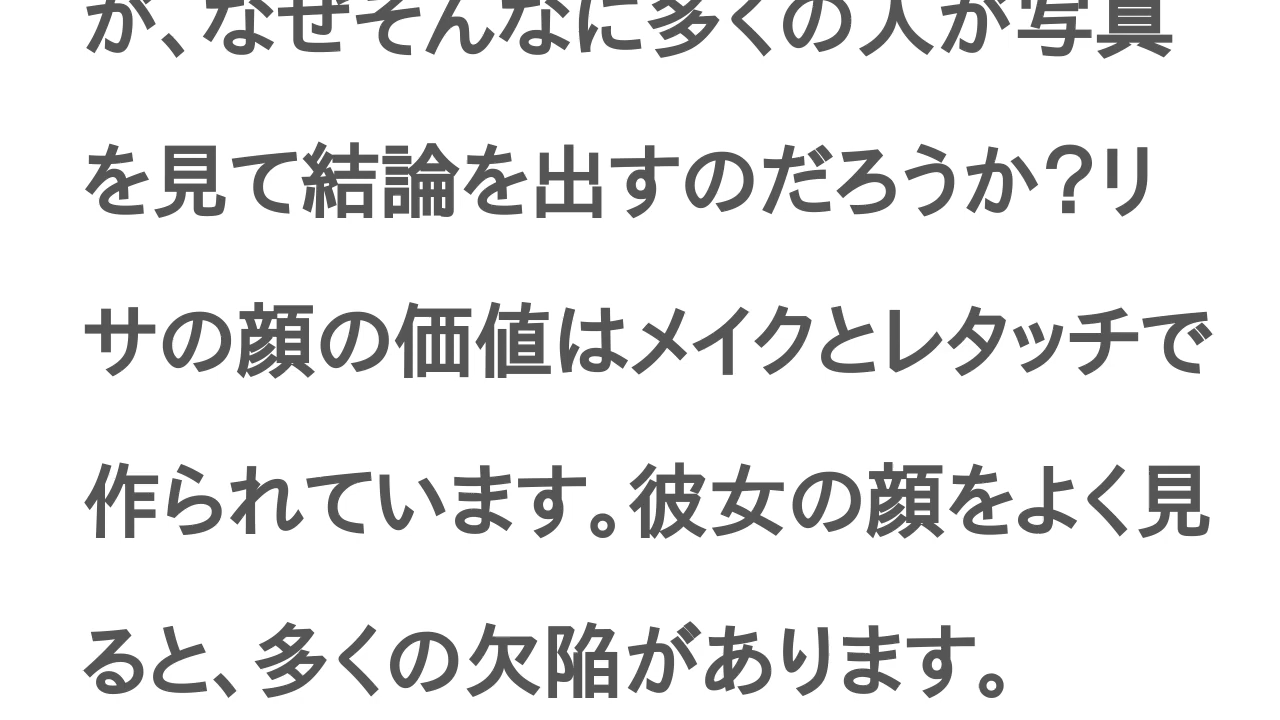 が、なぜそんなに多くの人が写真
を見て結論を出すのだろうか？リ
サの顔の価値はメイクとレタッチで
作られています。彼女の顔をよく見
ると、多くの欠陥があります。